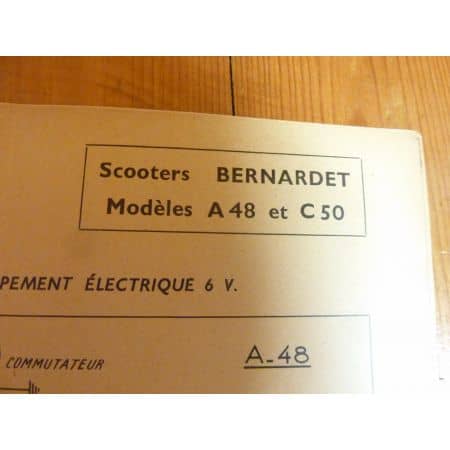 Scooters BERNARDET
Modèles A 48 et C 50
PEMENT ÉLECTRIQUE 6 V.
COMMUTATEUR
A-48